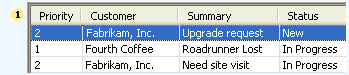 1
Priority Customer Summary Status
2 Fabrikam, Inc. Upgrade request New
1 Fourth Coffee Roadrunner Lost In Progress
2 Fabrikam, Inc. Need site visit In Progress